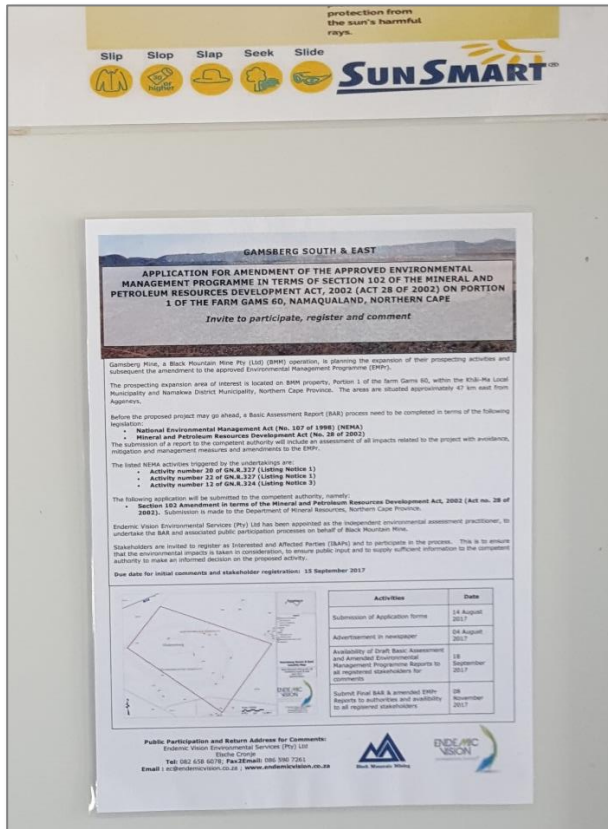 protection from
the sun's harmful
rays.
Slip Slop Slap Seek Slide
or
higher
SUNSMART
GAMSBERG SOUTH & EAST
APPLICATION FOR AMENDMENT OF THE APPROVED ENVIRONMENTAL
MANAGEMENT PROGRAMME IN TERMS OF SECTION 102 OF THE MINERAL AND
PETROLEUM RESOURCES DEVELOPMENT ACT, 2002 (ACT 28 OF 2002) ON PORTION
1 OF THE FARM GAMS 60, NAMAQUALAND, NORTHERN CAPE
Invite to participate, register and comment
Gamsberg Mine, a Black Mountain Mine Pty (Ltd) (BMM) operation, is planning the expansion of their prospecting activities and
subsequent the amendment to the approved Environmental Management Programme (EMPr).
The prospecting expansion area of interest is located on BMM property, Portion 1 of the farm Gams 60, within the Khâi-Ma Local
Municipality and Namakwa District Municipality, Northern Cape Province. The areas are situated approximately 47 km east from
Aggeneys.
Before the proposed project may go ahead, a Basic Assessment Report (BAR) process need to be completed in terms of the following
legislation:
• National Environmental Management Act (No. 107 of 1998) (NEMA)
• Mineral and Petroleum Resources Development Act (No. 28 of 2002)
The submission of a report to the competent authority will include an assessment of all impacts related to the project with avoidance,
mitigation and management measures and amendments to the EMPr.
The listed NEMA activities triggered by the undertakings are:
• Activity number 20 of GN.R.327 (Listing Notice 1)
• Activity number 22 of GN.R.327 (Listing Notice 1)
• Activity number 12 of GN.R.324 (Listing Notice 3)
The following application will be submitted to the competent authority, namely:
• Section 102 Amendment in terms of the Mineral and Petroleum Resources Development Act, 2002 (Act no. 28 of
2002). Submission is made to the Department of Mineral Resources, Northern Cape Province.
Endemic Vision Environmental Services (Pty) Ltd has been appointed as the independent environmental assessment practitioner, to
undertake the BAR and associated public participation processes on behalf of Black Mountain Mine.
Stakeholders are invited to register as Interested and Affected Parties (I&APs) and to participate in the process. This is to ensure
that the environmental impacts is taken in consideration, to ensure public input and to supply sufficient information to the competent
authority to make an informed decision on the proposed activity.
Due date for initial comments and stakeholder registration: 15 September 2017
Activities Date
Submission of Application forms 14 August
2017
Advertisement in newspaper 04 August
2017
Availability of Draft Basic Assessment
and Amended Environmental
Management Programme Reports to
all registered stakeholders for
comments
18
September
2017
Submit Final BAR & amended EMPr
Reports to authorities and availibility
to all registered stakeholders
08
November
2017
Public Participation and Return Address for Comments:
Endemic Vision Environmental Services (Pty) Ltd
Elsche Cronje
Tel: 082 658 6078; Fax2Email: 086 590 7261
Email : ec@endemicvision.co.za ; www.endemicvision.co.za
Black Mountain Mining
ENDEMIC
VISION